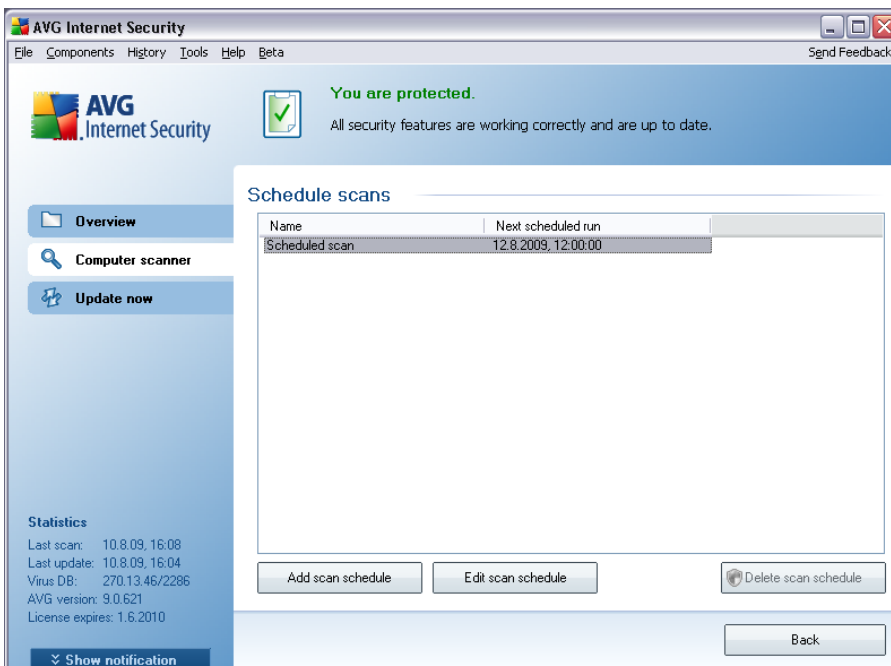 AVG Internet Security
File Components History Tools Help Beta Send Feedback
AVG
Internet Security
You are protected.
All security features are working correctly and are up to date.
Overview
Computer scanner
Update now
Schedule scans
Name Next scheduled run
Scheduled scan 12.8.2009, 12:00:00
Statistics
Last scan: 10.8.09, 16:08
Last update: 10.8.09, 16:04
Virus DB: 270.13.46/2286
AVG version: 9.0.621
License expires: 1.6.2010
Show notification
Add scan schedule Edit scan schedule Delete scan schedule
Back